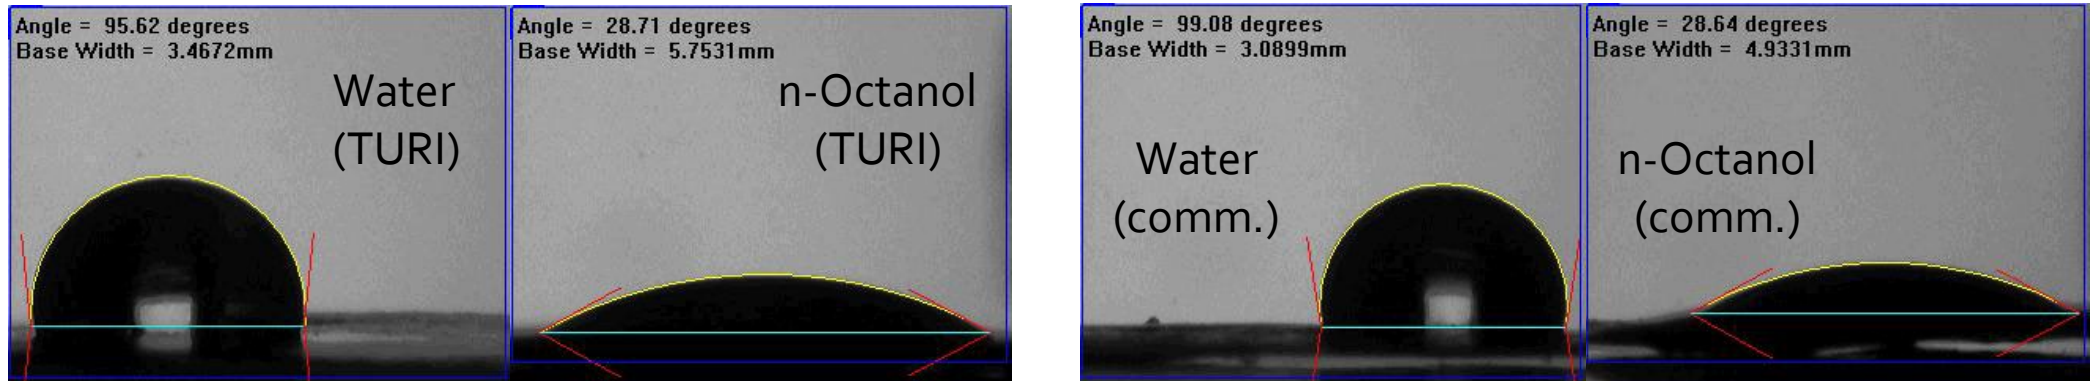 Angle = 95.62 degrees
Base Width = 3.4672mm
Water
(TURI)
Angle = 28.71 degrees
Base Width = 5.7531mm
n-Octanol
(TURI)
Angle = 99.08 degrees
Base Width = 3.0899mm
Water
(comm.)
Angle = 28.64 degrees
Base Width = 4.9331mm
n-Octanol
(comm.)